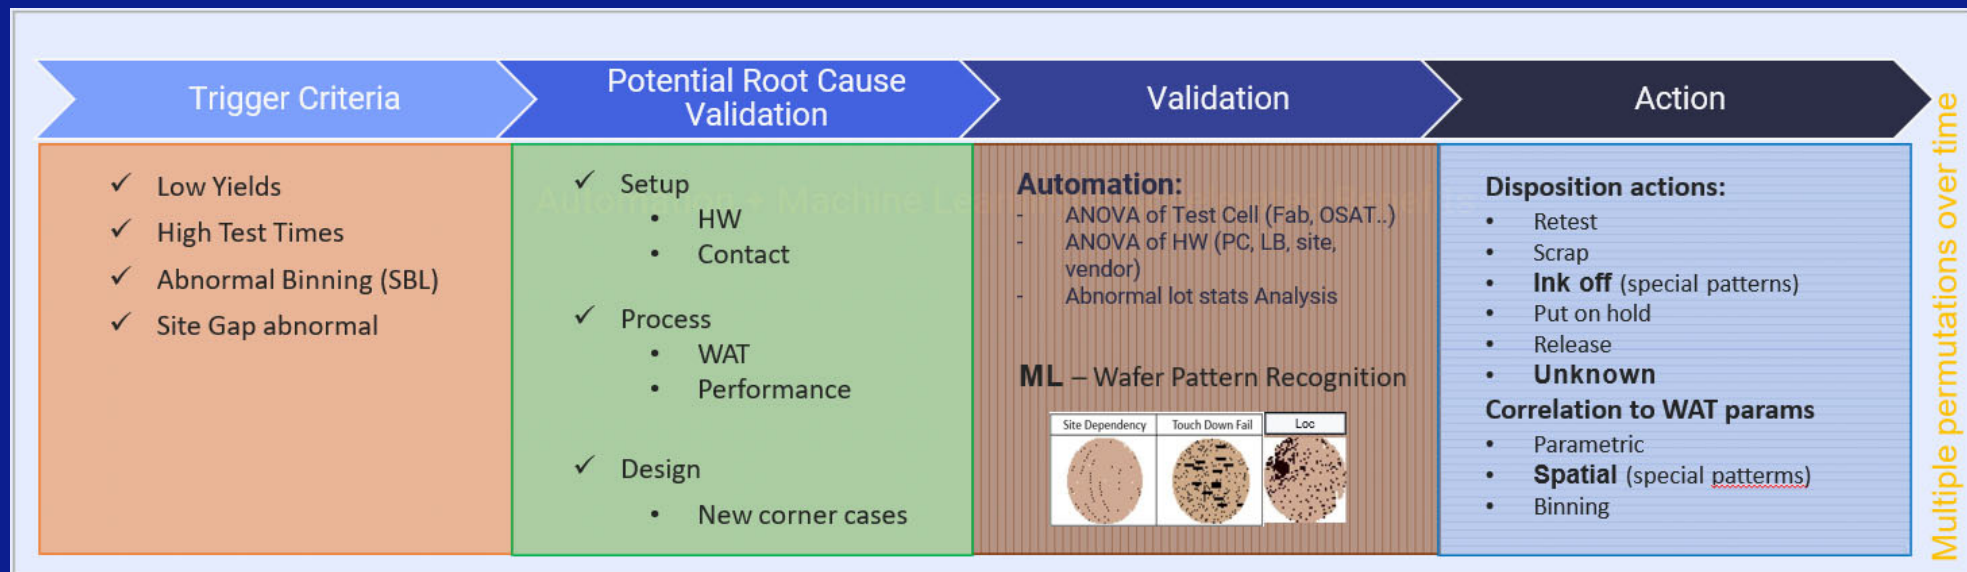 Trigger Criteria
Potential Root Cause
Validation
Validation
Action
✓ Low Yields
✓ High Test Times
✓ Abnormal Binning (SBL)
✓ Site Gap abnormal
✓ Setup
• HW
• Contact
✓ Process
• WAT
• Performance
✓ Design
• New corner cases
Automation + Machine Le
Automation:
- ANOVA of Test Cell (Fab, OSAT..)
- ANOVA of HW (PC, LB, site,
vendor)
- Abnormal lot stats Analysis
ML – Wafer Pattern Recognition
Site Dependency
Touch Down Fail
Loc
Disposition actions:
• Retest
• Scrap
• Ink off (special patterns)
• Put on hold
• Release
• Unknown
Correlation to WAT params
• Parametric
• Spatial (special patterms)
• Binning
Multiple permutations over time